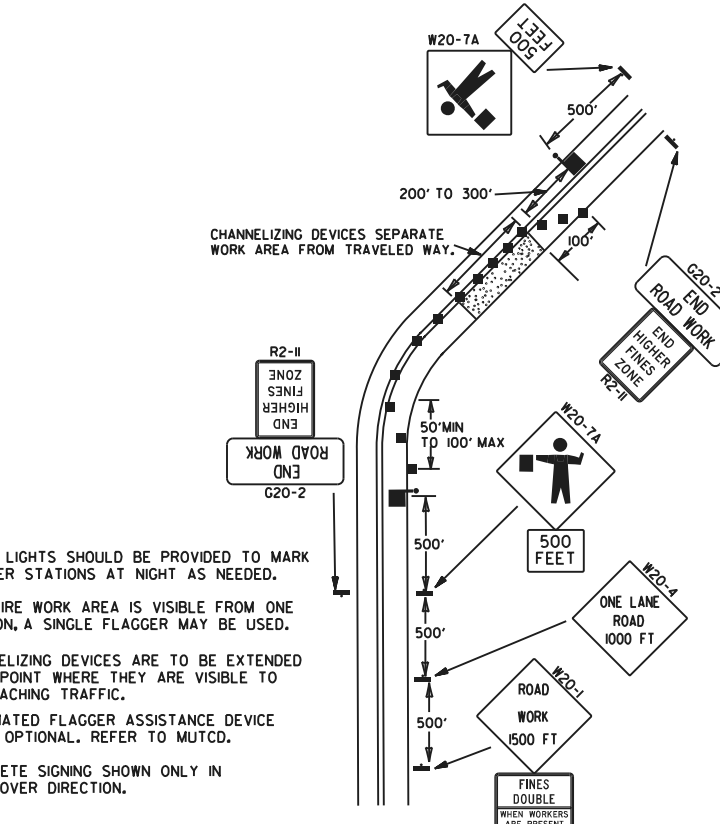 W20-7A
500
FEET
500'
200' TO 300'
CHANNELIZING DEVICES SEPARATE
WORK AREA FROM TRAVELED WAY.
100'
G20-2
END
ROAD WORK
END
HIGHER
FINES
ZONE
R2-11
R2-11
END
HIGHER
FINES
ZONE
END
ROAD WORK
G20-2
50'MIN
TO 100' MAX
W20-7A
500
FEET
500'
LIGHTS SHOULD BE PROVIDED TO MARK
ER STATIONS AT NIGHT AS NEEDED.
IRE WORK AREA IS VISIBLE FROM ONE
ON, A SINGLE FLAGGER MAY BE USED.
ELIZING DEVICES ARE TO BE EXTENDED
POINT WHERE THEY ARE VISIBLE TO
ACHING TRAFFIC.
MATED FLAGGER ASSISTANCE DEVICE
OPTIONAL. REFER TO MUTCD.
ETE SIGNING SHOWN ONLY IN
OVER DIRECTION.
500'
W20-4
ONE LANE
ROAD
1000 FT
500'
W20-1
ROAD
WORK
1500 FT
FINES
DOUBLE
WHEN WORKERS
ARE PRESENT